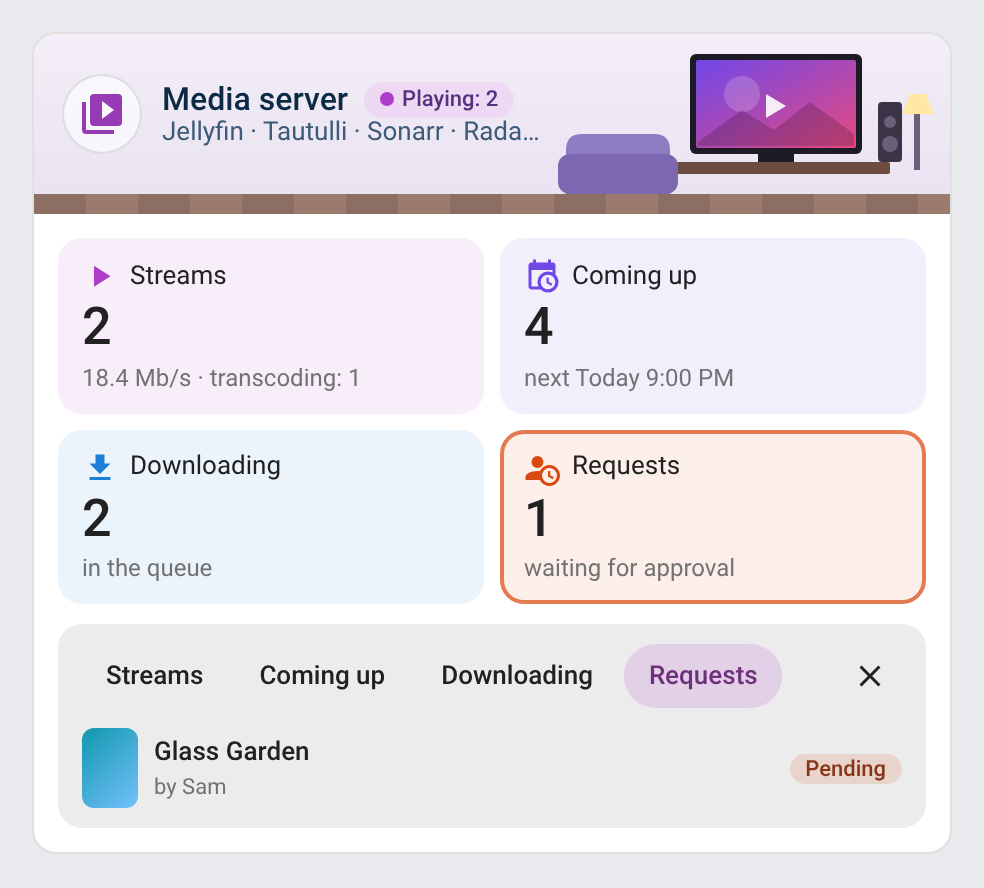 Media server
Playing: 2
Jellyfin · Tautulli · Sonarr · Rada...
Streams
2
18.4 Mb/s · transcoding: 1
Coming up
4
next Today 9:00 PM
Downloading
2
in the queue
Requests
1
waiting for approval
Streams Coming up Downloading Requests
Glass Garden
by Sam
Pending